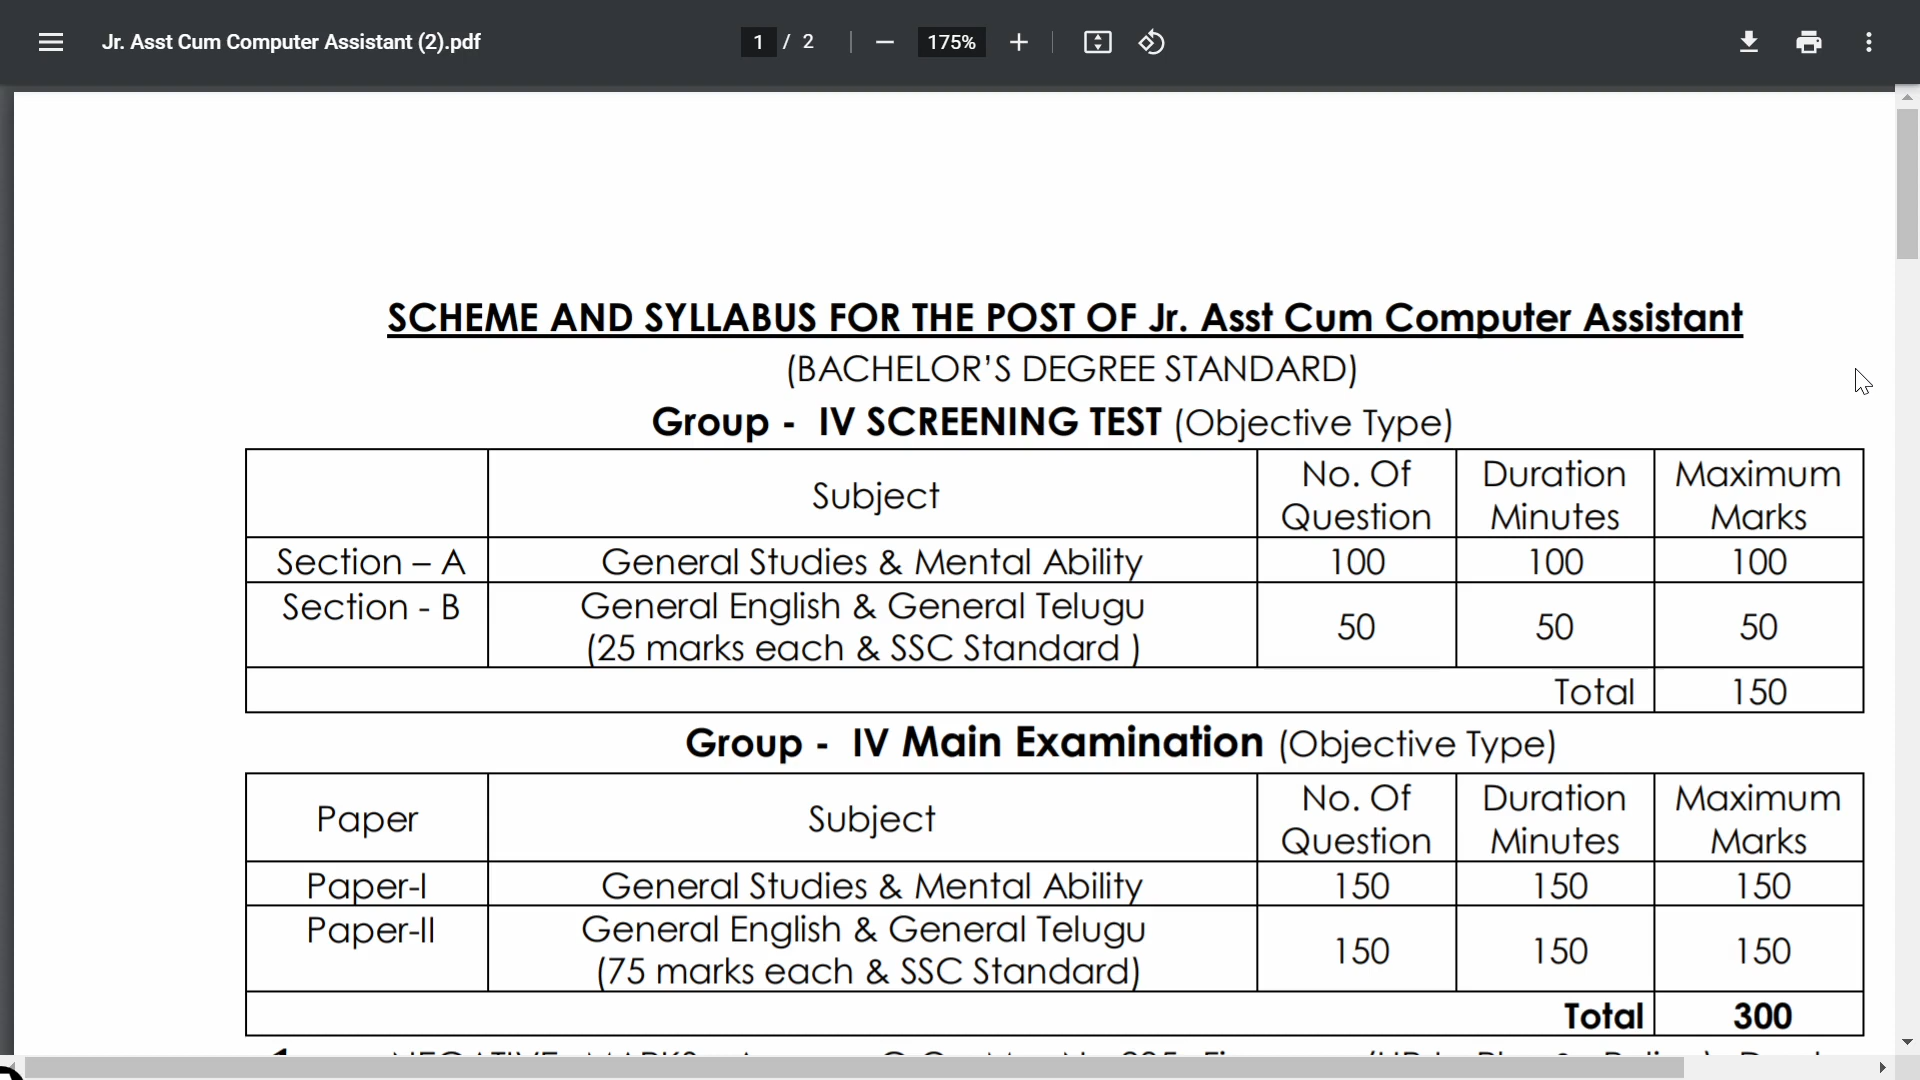 Jr. Asst Cum Computer Assistant (2).pdf
1 / 2
175%
SCHEME AND SYLLABUS FOR THE POST OF Jr. Asst Cum Computer Assistant
(BACHELOR'S DEGREE STANDARD)
Group - IV SCREENING TEST (Objective Type)
Subject No. Of Question Duration Minutes Maximum Marks
Section – A General Studies & Mental Ability 100 100 100
Section - B General English & General Telugu
(25 marks each & SSC Standard ) 50 50 50
Total 150
Group - IV Main Examination (Objective Type)
Paper Subject No. Of Question Duration Minutes Maximum Marks
Paper-I General Studies & Mental Ability 150 150 150
Paper-II General English & General Telugu
(75 marks each & SSC Standard) 150 150 150
Total 300